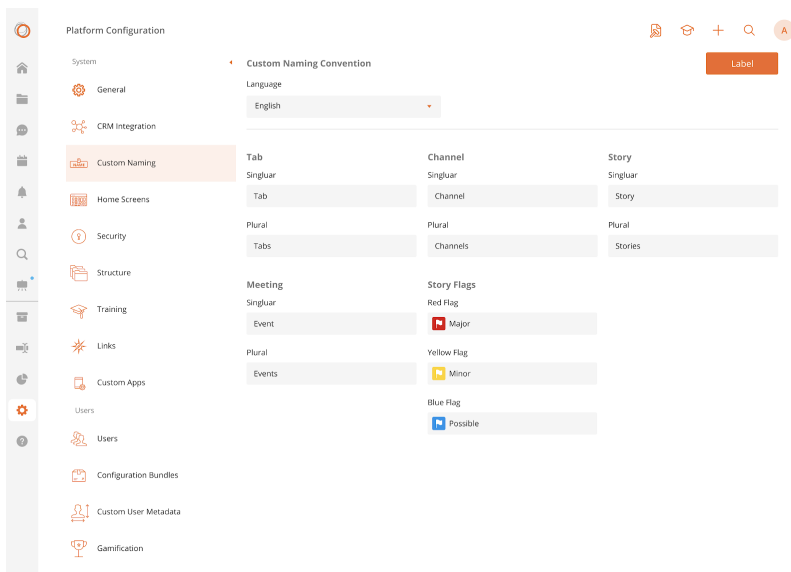 Platform Configuration
A
System
General
CRM Integration
NAME
Custom Naming
Home Screens
Security
Structure
Training
Links
Custom Apps
Users
Users
Configuration Bundles
Custom User Metadata
Gamification
Custom Naming Convention
Label
Language
English
Tab
Singluar
Tab
Plural
Tabs
Channel
Singluar
Channel
Plural
Channels
Story
Singluar
Story
Plural
Stories
Meeting
Singluar
Event
Plural
Events
Story Flags
Red Flag
Major
Yellow Flag
Minor
Blue Flag
Possible